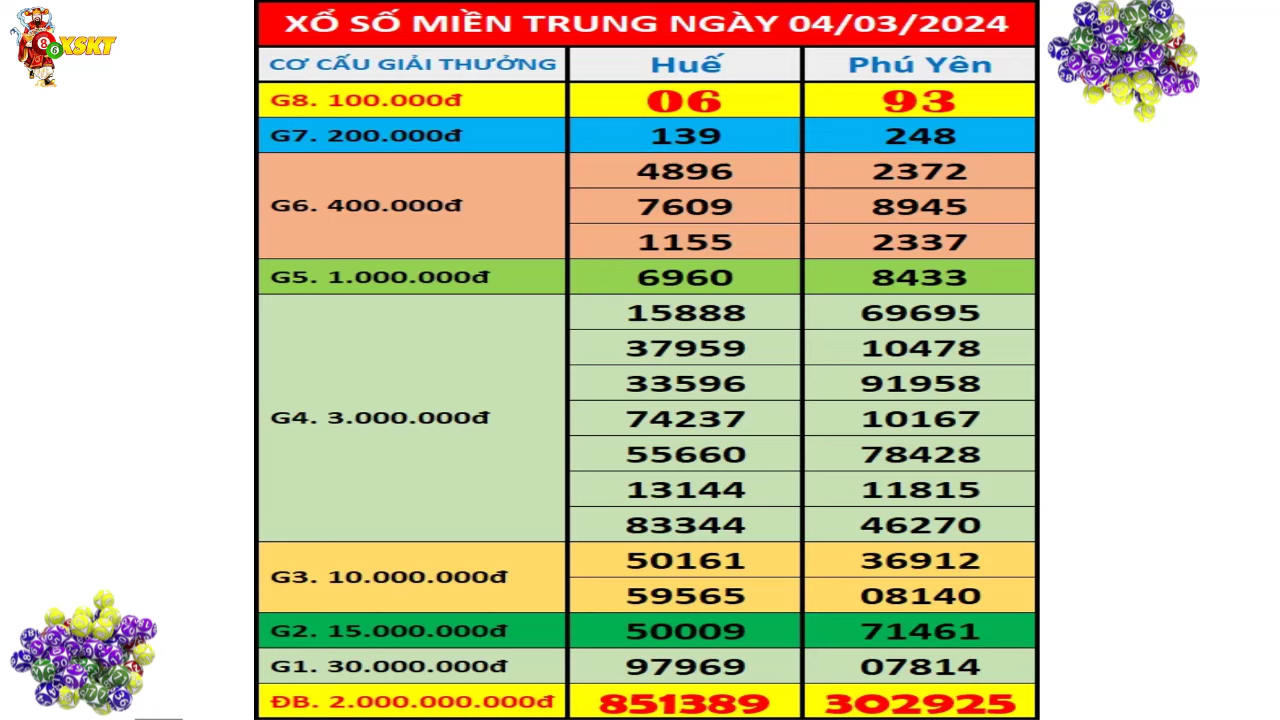 XSKT
XỔ SỐ MIỀN TRUNG NGÀY 04/03/2024
CƠ CẤU GIẢI THƯỞNG Huế Phú Yên
G8. 100.000đ 06 93
G7. 200.000đ 139 248
4896 2372
G6. 400.000đ 7609 8945
1155 2337
G5. 1.000.000đ 6960 8433
15888 69695
37959 10478
33596 91958
G4. 3.000.000đ 74237 10167
55660 78428
13144 11815
83344 46270
G3. 10.000.000đ 50161 36912
59565 08140
G2. 15.000.000đ 50009 71461
G1. 30.000.000đ 97969 07814
ĐB. 2.000.000.000đ 851389 302925